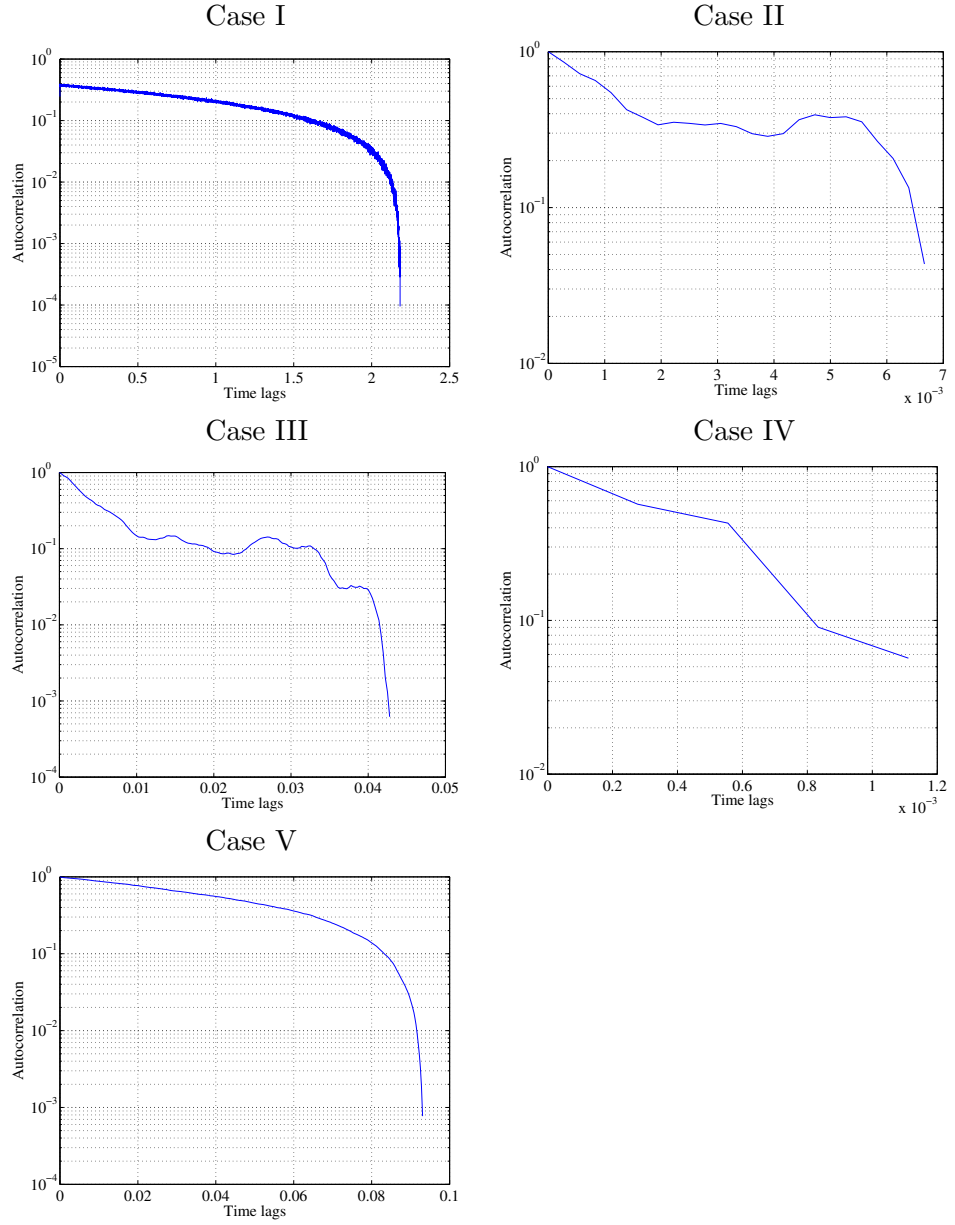 Case I
Case II
10^0
10^-1
10^-2
10^-3
10^-4
10^-5
Autocorrelation
0 0.5 1 1.5 2 2.5
Time lags
10^0
10^-1
10^-2
Autocorrelation
0 1 2 3 4 5 6 7
Time lags
x 10^-3
Case III
Case IV
10^0
10^-1
10^-2
10^-3
10^-4
Autocorrelation
0 0.01 0.02 0.03 0.04 0.05
Time lags
10^0
10^-1
10^-2
Autocorrelation
0 0.2 0.4 0.6 0.8 1 1.2
Time lags
x 10^-3
Case V
10^0
10^-1
10^-2
10^-3
10^-4
Autocorrelation
0 0.02 0.04 0.06 0.08 0.1
Time lags